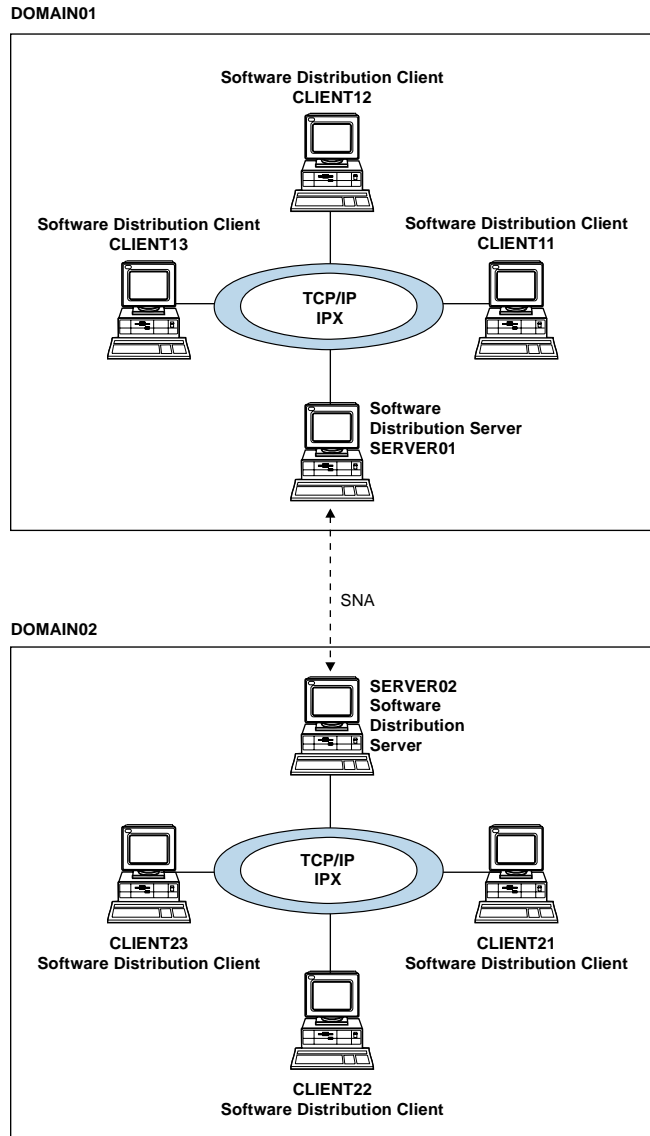 DOMAIN01
Software Distribution Client
CLIENT12
Software Distribution Client
CLIENT13
Software Distribution Client
CLIENT11
TCP/IP
IPX
Software
Distribution Server
SERVER01
SNA
DOMAIN02
SERVER02
Software
Distribution
Server
TCP/IP
IPX
CLIENT23
Software Distribution Client
CLIENT21
Software Distribution Client
CLIENT22
Software Distribution Client